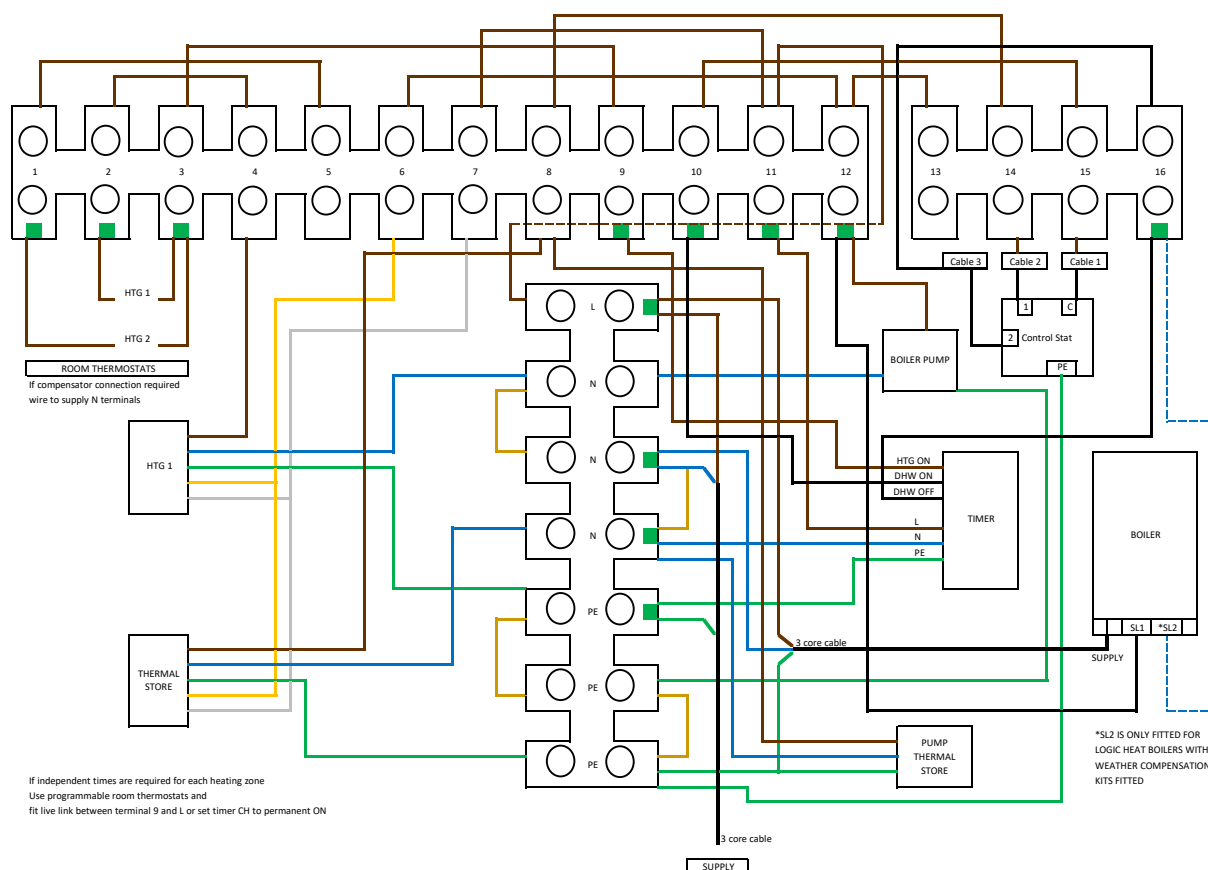 1 2 3 4 5 6 7 8 9 10 11 12 13 14 15 16
Cable 3 Cable 2 Cable 1
HTG 1
HTG 2
ROOM THERMOSTATS
If compensator connection required
wire to supply N terminals
L
N
N
N
PE
PE
PE
1 C
2 Control Stat
PE
BOILER PUMP
HTG 1
HTG ON
DHW ON
DHW OFF
L
N
PE
TIMER
BOILER
SL1 *SL2
SUPPLY
3 core cable
THERMAL
STORE
PUMP
THERMAL
STORE
*SL2 IS ONLY FITTED FOR
LOGIC HEAT BOILERS WITH
WEATHER COMPENSATION
KITS FITTED
If independent times are required for each heating zone
Use programmable room thermostats and
fit live link between terminal 9 and L or set timer CH to permanent ON
3 core cable
SUPPLY